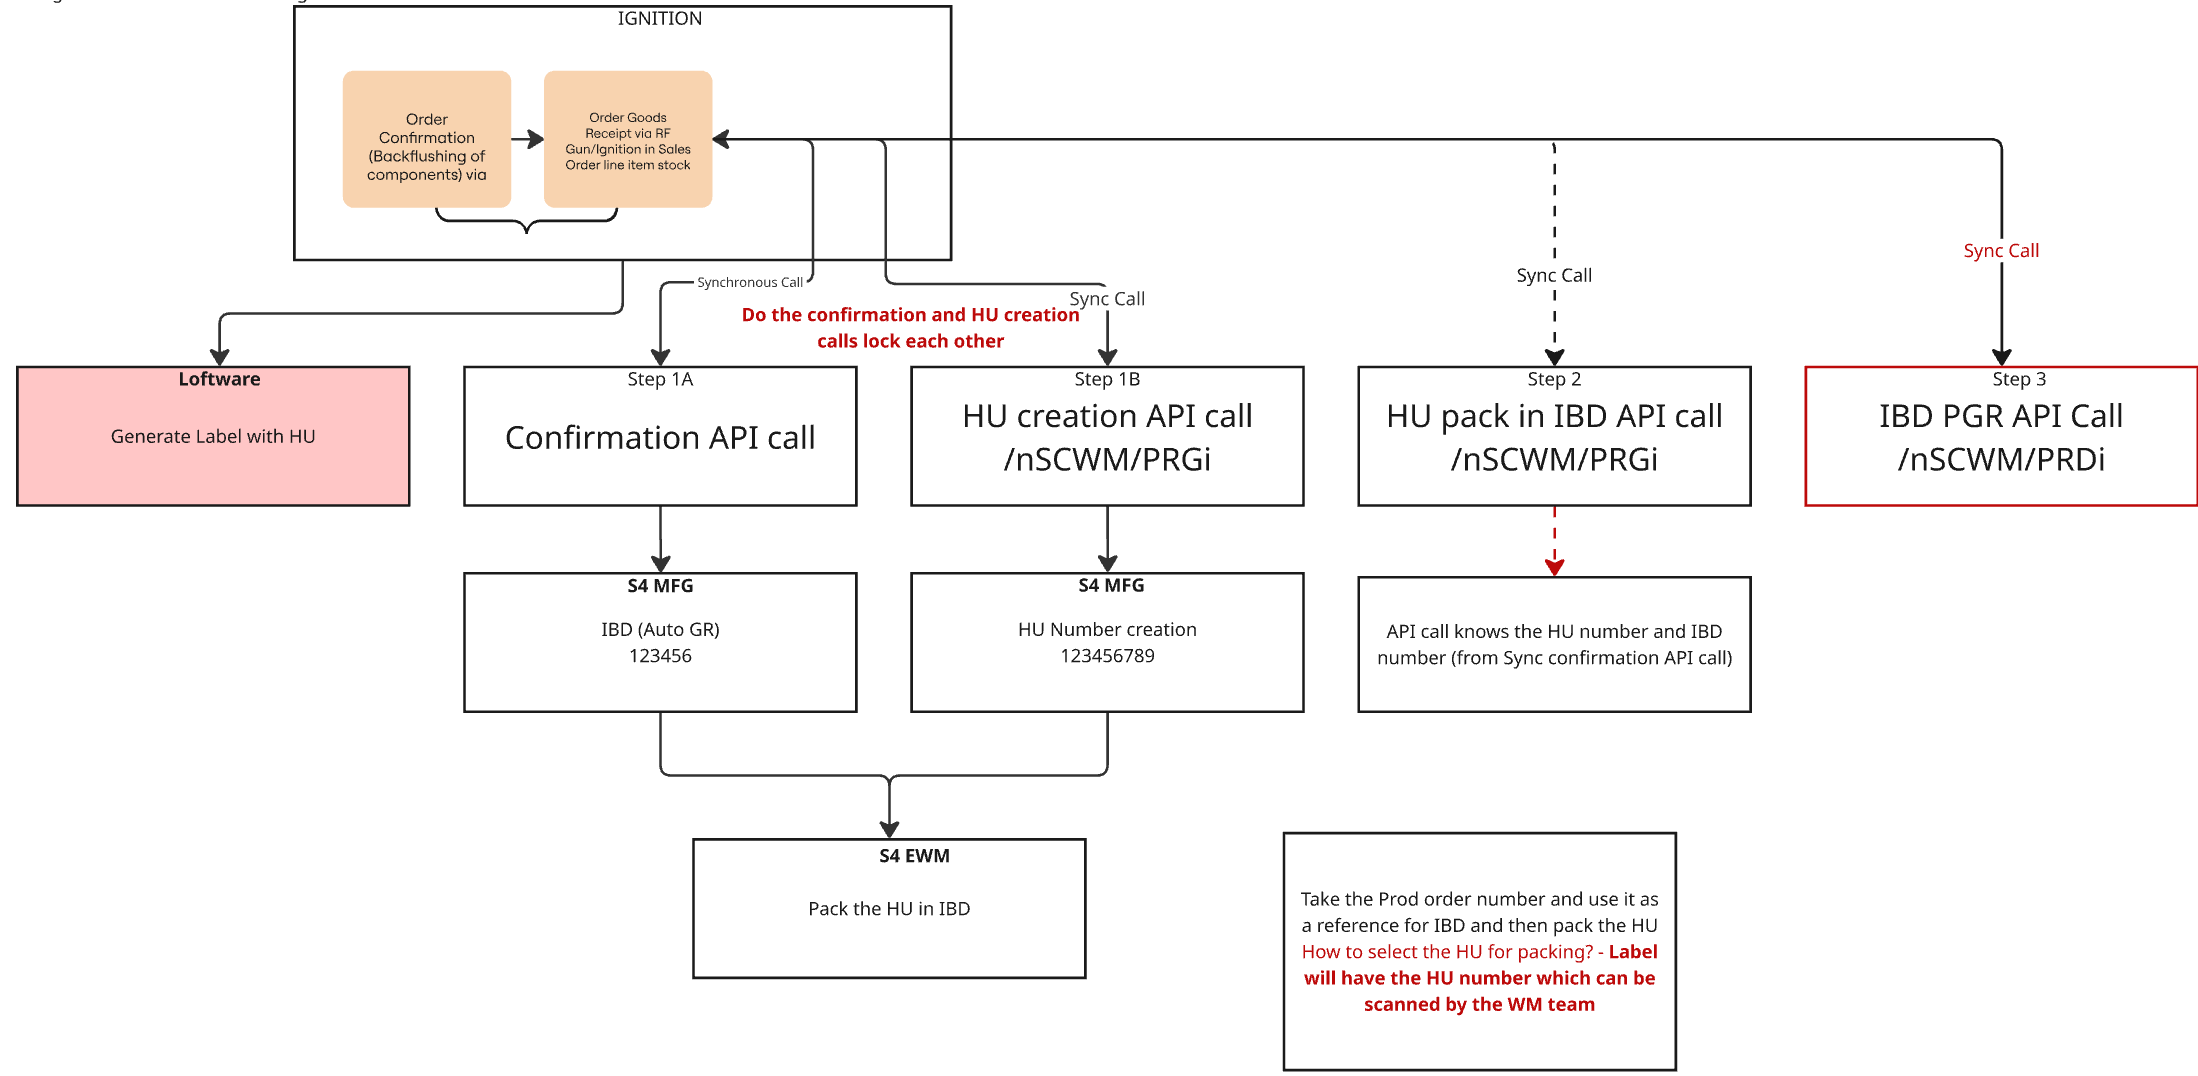 IGNITION
Order
Confirmation
(Backflushing of
components) via
Order Goods
Receipt via RF
Gun/Ignition in Sales
Order line item stock
Synchronous Call
Sync Call
Sync Call
Sync Call
Do the confirmation and HU creation
calls lock each other
Loftware
Generate Label with HU
Step 1A
Confirmation API call
Step 1B
HU creation API call
/nSCWM/PRGi
Step 2
HU pack in IBD API call
/nSCWM/PRGi
Step 3
IBD PGR API Call
/nSCWM/PRDi
S4 MFG
IBD (Auto GR)
123456
S4 MFG
HU Number creation
123456789
API call knows the HU number and IBD
number (from Sync confirmation API call)
S4 EWM
Pack the HU in IBD
Take the Prod order number and use it as
a reference for IBD and then pack the HU
How to select the HU for packing? - Label
will have the HU number which can be
scanned by the WM team